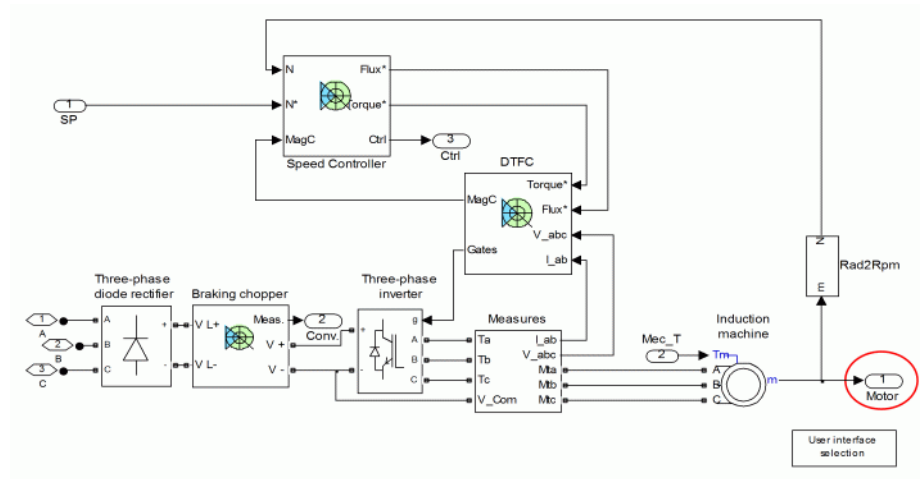 N
Flux*
1
SP
N*
Torque*
MagC
Ctrl
3
Ctrl
Speed Controller
DTFC
Torque*
MagC
Flux*
V_abc
Gates
I_ab
N
Rad2Rpm
m
Three-phase
diode rectifier
Braking chopper
Three-phase
inverter
Measures
Induction
machine
1
A
2
B
3
C
A
B
C
+
-
V L+
V L-
Meas.
V +
V -
2
Conv.
+
-
g
A
B
C
Ta
Tb
Tc
V_Com
I_ab
V_abc
Mta
Mtb
Mtc
Mec_T
2
Tm
A
B
C
m
1
Motor
User interface
selection